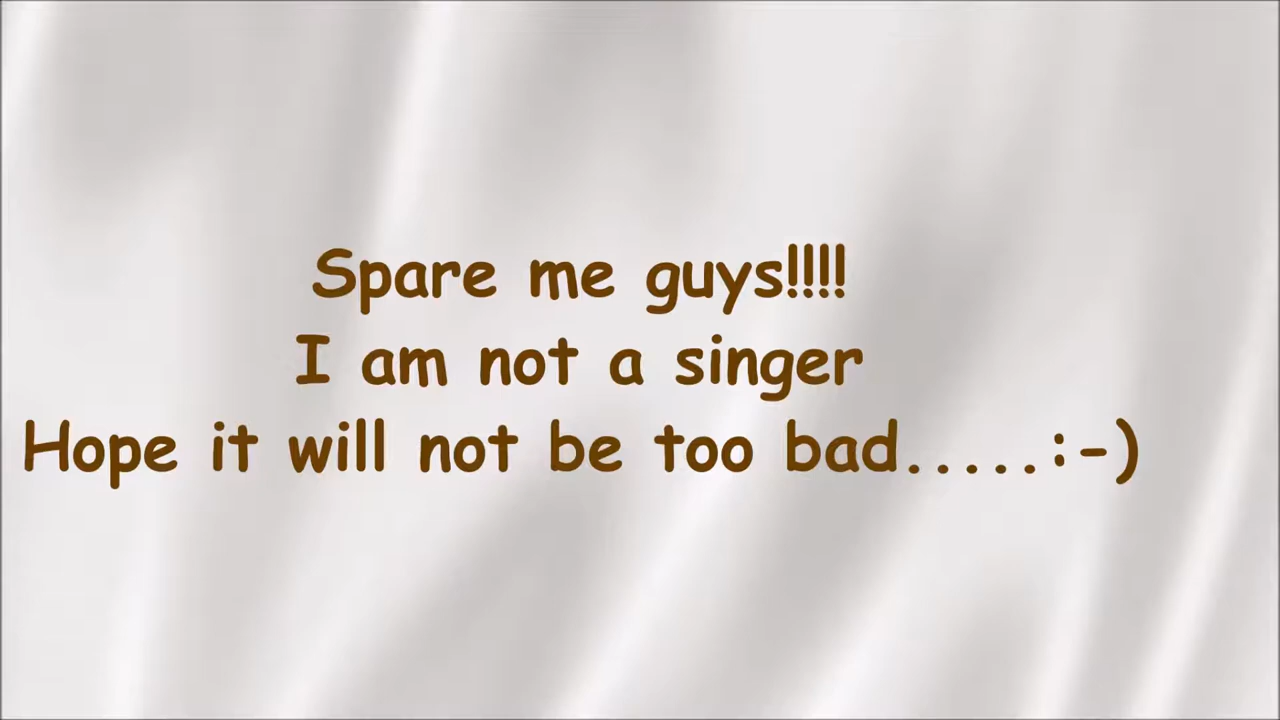 Spare me guys!!!!
I am not a singer
Hope it will not be too bad.....:-)